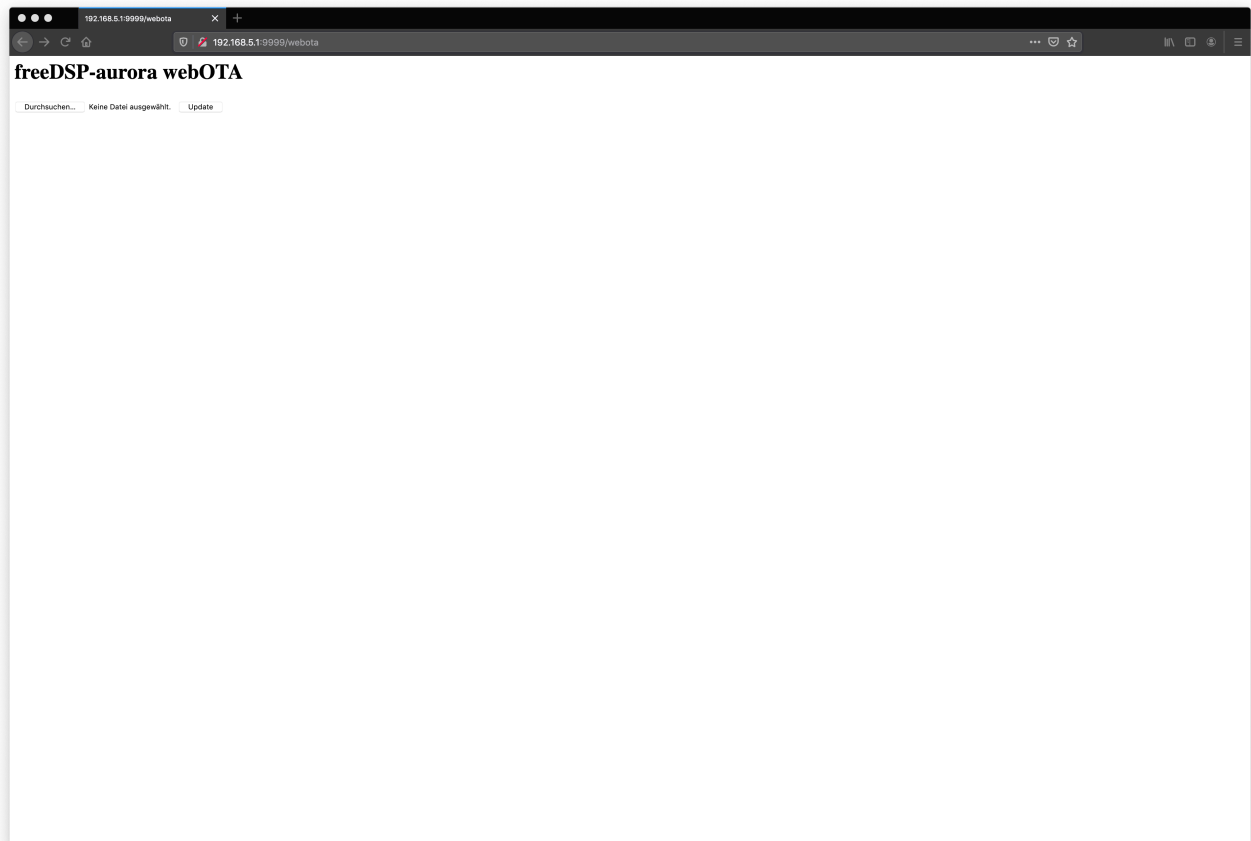 192.168.5.1:9999/webota
192.168.5.1:9999/webota
freeDSP-aurora webOTA
Durchsuchen... Keine Datei ausgewählt. Update